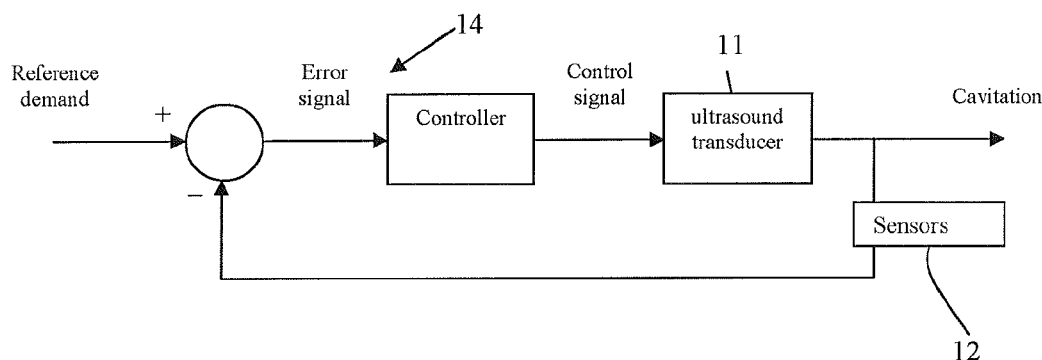 14
11
Reference
demand
Error
signal
Control
signal
Cavitation
+
Controller
ultrasound
transducer
−
Sensors
12